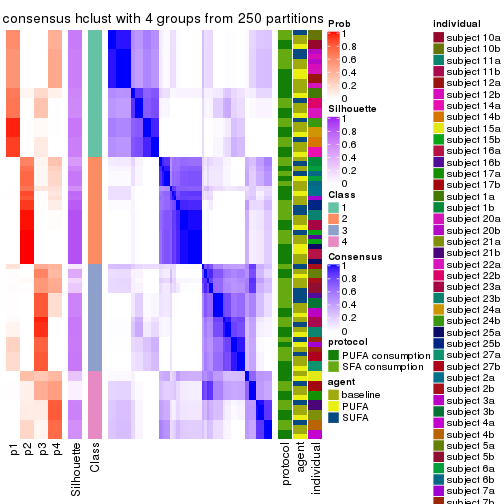 consensus hclust with 4 groups from 250 partitions
Prob
1
0.8
0.6
0.4
0.2
0
Silhouette
1
0.8
0.6
0.4
0.2
0
Class
1
2
3
4
Consensus
1
0.8
0.6
0.4
0.2
0
protocol
PUFA consumption
SFA consumption
agent
baseline
PUFA
SUFA
individual
subject 10a
subject 10b
subject 11a
subject 11b
subject 12a
subject 12b
subject 14a
subject 14b
subject 15a
subject 15b
subject 16a
subject 16b
subject 17a
subject 17b
subject 1a
subject 1b
subject 20a
subject 20b
subject 21a
subject 21b
subject 22a
subject 22b
subject 23a
subject 23b
subject 24a
subject 24b
subject 25a
subject 25b
subject 27a
subject 27b
subject 2a
subject 2b
subject 3a
subject 3b
subject 4a
subject 4b
subject 5a
subject 5b
subject 6a
subject 6b
subject 7a
subject 7b
p1
p2
p3
p4
Silhouette
Class
protocol
agent
individual